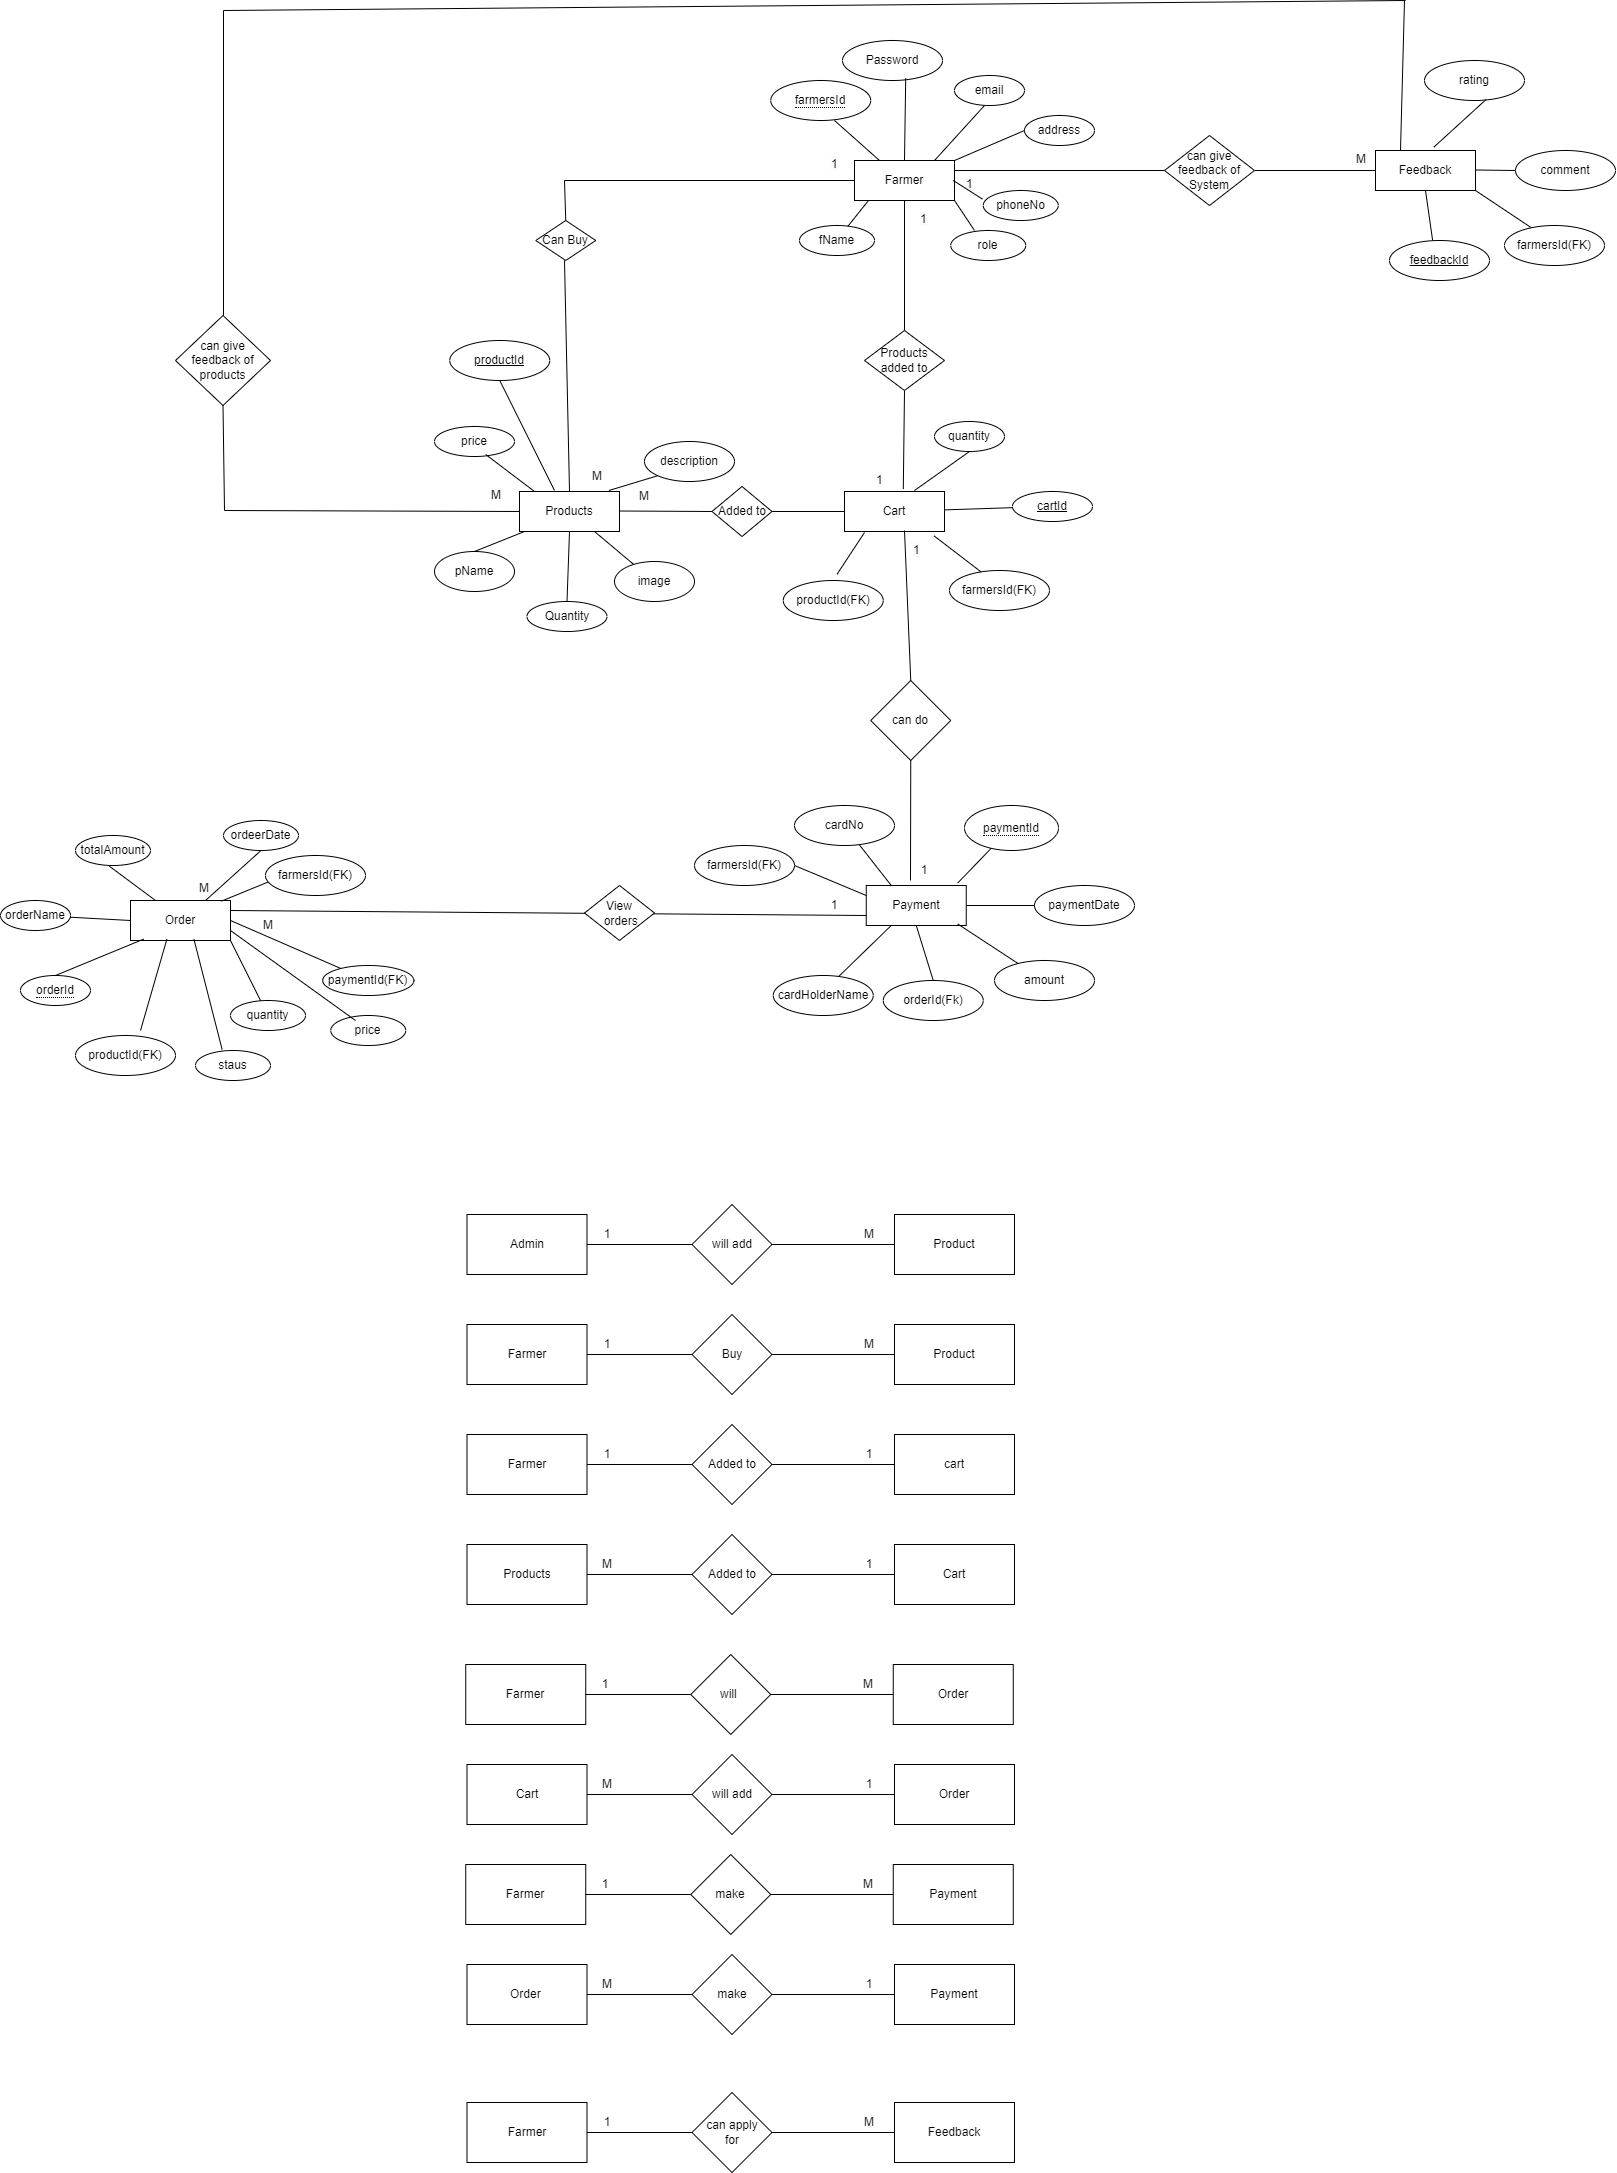 Password
farmersId
email
address
rating
1
Farmer
can give
feedback of
System
M
Feedback
comment
1
phoneNo
1
fName
role
Can Buy
feedbackId
farmersId(FK)
can give
feedback of
products
productId
Products
added to
price
quantity
description
M
M
M
1
Products
Added to
Cart
cartId
1
pName
image
productId(FK)
farmersId(FK)
Quantity
can do
totalAmount
ordeerDate
cardNo
paymentId
farmersId(FK)
farmersId(FK)
1
M
orderName
Order
View
orders
1
Payment
paymentDate
M
orderId
paymentId(FK)
cardHolderName
orderId(Fk)
amount
quantity
price
productId(FK)
staus
Admin
1
will add
M
Product
Farmer
1
Buy
M
Product
Farmer
1
Added to
1
cart
Products
M
Added to
1
Cart
Farmer
1
will
M
Order
Cart
M
will add
1
Order
Farmer
1
make
M
Payment
Order
M
make
1
Payment
Farmer
1
can apply
for
M
Feedback